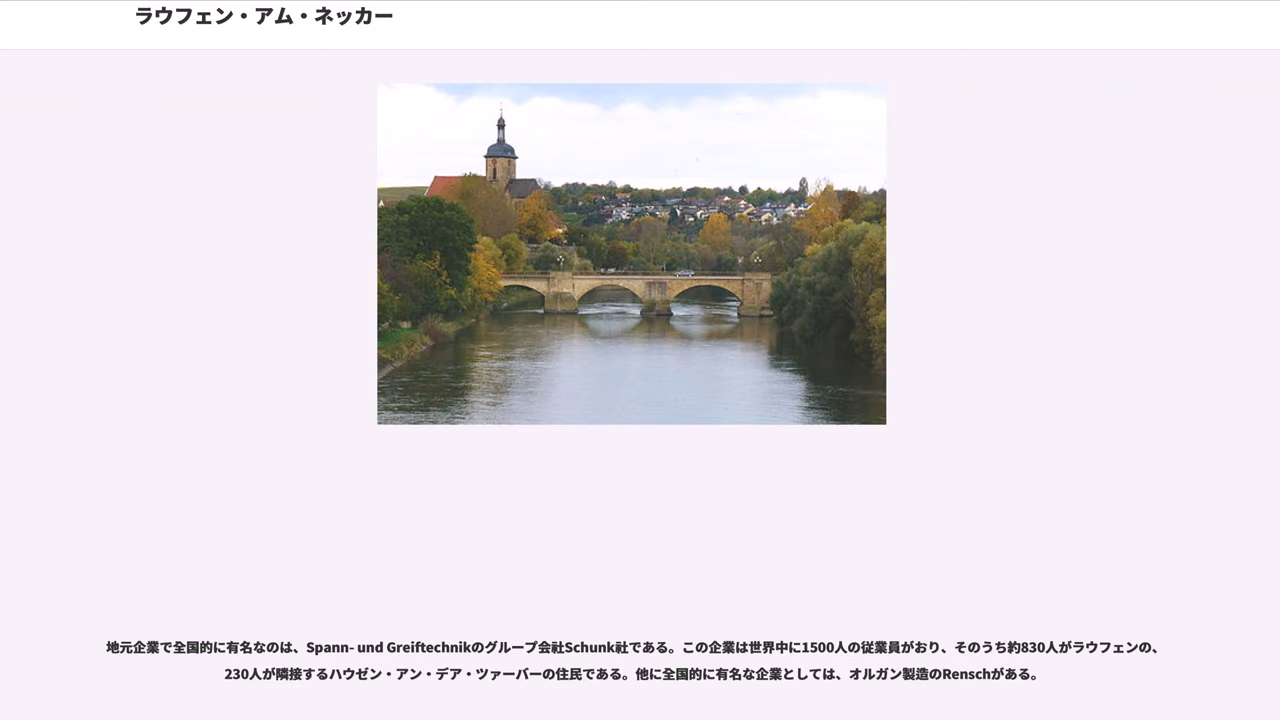 ラウフェン・アム・ネッカー
地元企業で全国的に有名なのは、Spann- und Greiftechnikのグループ会社Schunk社である。この企業は世界中に1500人の従業員がおり、そのうち約830人がラウフェンの、
230人が隣接するハウゼン・アン・デア・ツァーバーの住民である。他に全国的に有名な企業としては、オルガン製造のRenschがある。